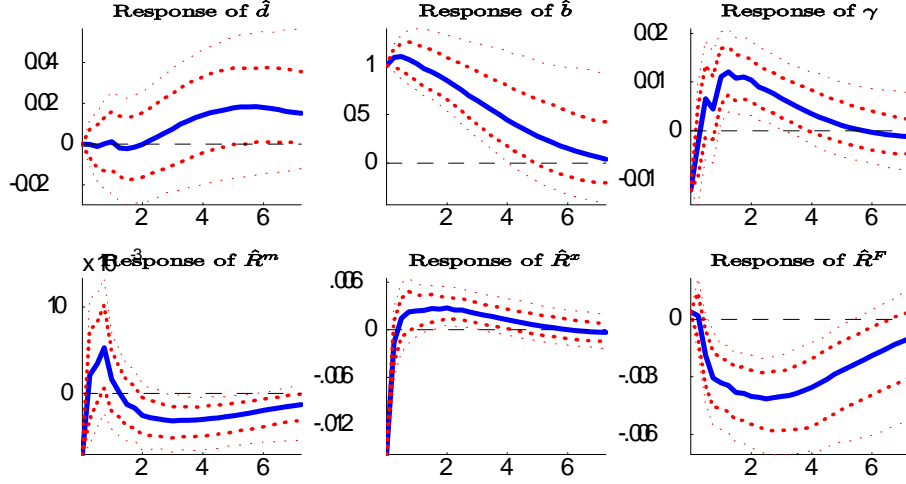 Response of d̂
Response of b̂
Response of γ
0.04
0.02
0
-0.02
2 4 6
1
0.5
0
2 4 6
0.02
0.01
0
-0.01
2 4 6
x 10⁻³
Response of R̂ᵐ
Response of R̂ˣ
Response of R̂ᶠ
10
0
2 4 6
.006
0
-.006
-.012
2 4 6
0
-.003
-.006
2 4 6